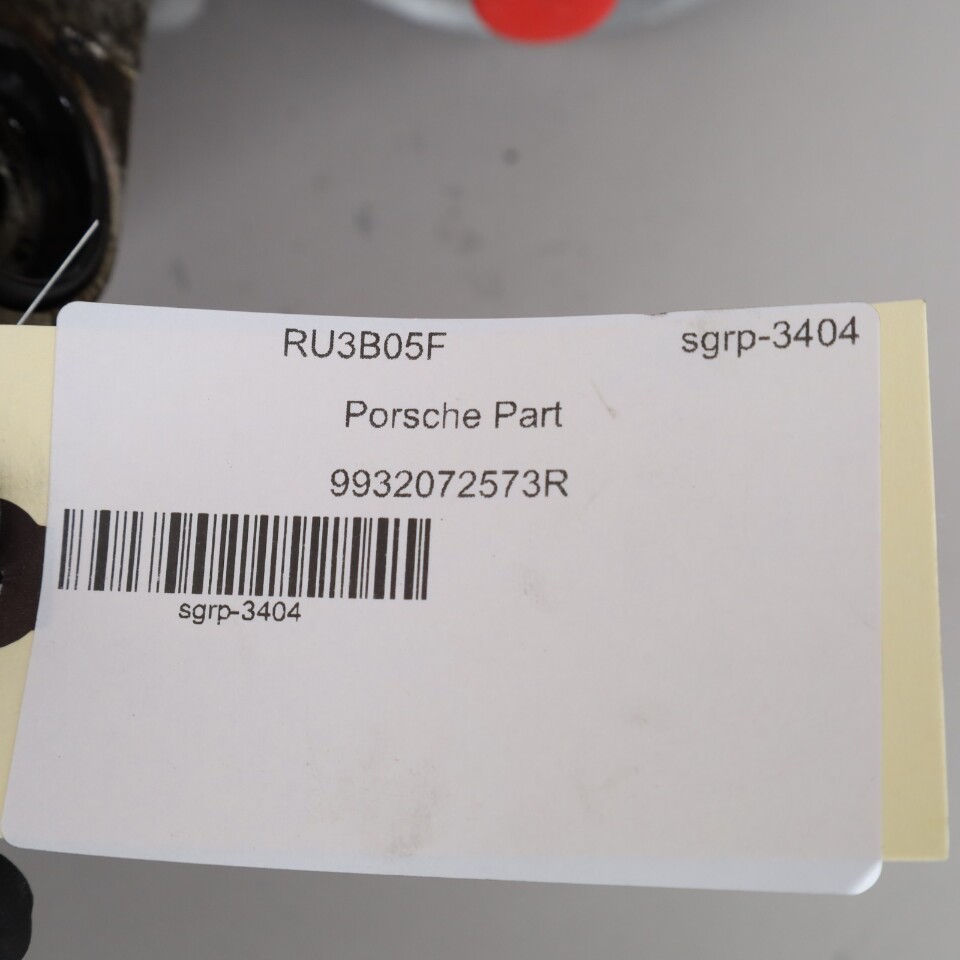 RU3B05F sgrp-3404
Porsche Part
9932072573R
sgrp-3404